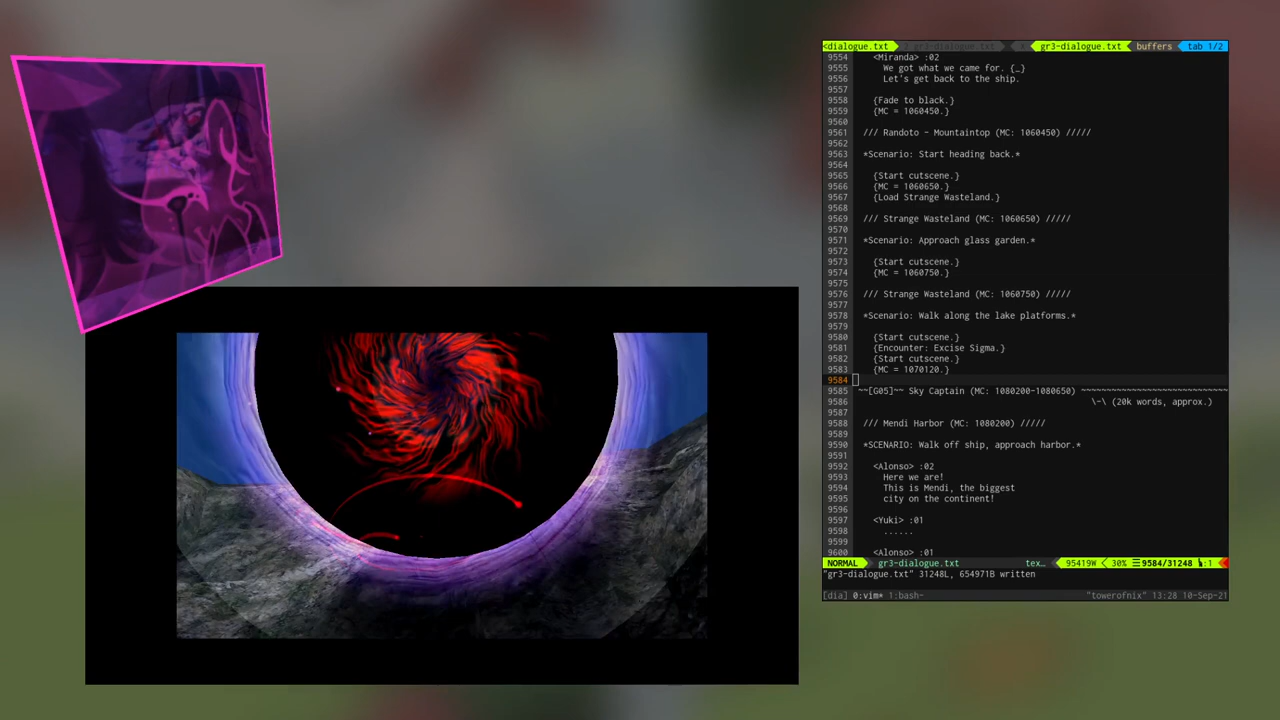 <dialogue.txt gr3-dialogue.txt gr3-dialogue.txt buffers tab 1/2
9554 <Miranda> :02
9555 We got what we came for. {_}
9556 Let's get back to the ship.
9557
9558 {Fade to black.}
9559 {MC = 1060450.}
9560
9561 /// Randoto - Mountaintop (MC: 1060450) /////
9562
9563 *Scenario: Start heading back.*
9564
9565 {Start cutscene.}
9566 {MC = 1060650.}
9567 {Load Strange Wasteland.}
9568
9569 /// Strange Wasteland (MC: 1060650) /////
9570
9571 *Scenario: Approach glass garden.*
9572
9573 {Start cutscene.}
9574 {MC = 1060750.}
9575
9576 /// Strange Wasteland (MC: 1060750) /////
9577
9578 *Scenario: Walk along the lake platforms.*
9579
9580 {Start cutscene.}
9581 {Encounter: Excise Sigma.}
9582 {Start cutscene.}
9583 {MC = 1070120.}
9584
9585 ~~[G05]~~ Sky Captain (MC: 1080200-1080650) ~~~~~~~~~~~~~~~~~~~~~~~~~~~~
9586 \~\ (20k words, approx.)
9587
9588 /// Mendi Harbor (MC: 1080200) /////
9589
9590 *SCENARIO: Walk off ship, approach harbor.*
9591
9592 <Alonso> :02
9593 Here we are!
9594 This is Mendi, the biggest
9595 city on the continent!
9596
9597 <Yuki> :01
9598 ......
9599
9600 <Alonso> :01
NORMAL gr3-dialogue.txt tex… 95419W 30% 9584/31248 :1
"gr3-dialogue.txt" 31248L, 654971B written
[dia] 0:vim* 1:bash- "towerofnix" 13:28 10-Sep-21